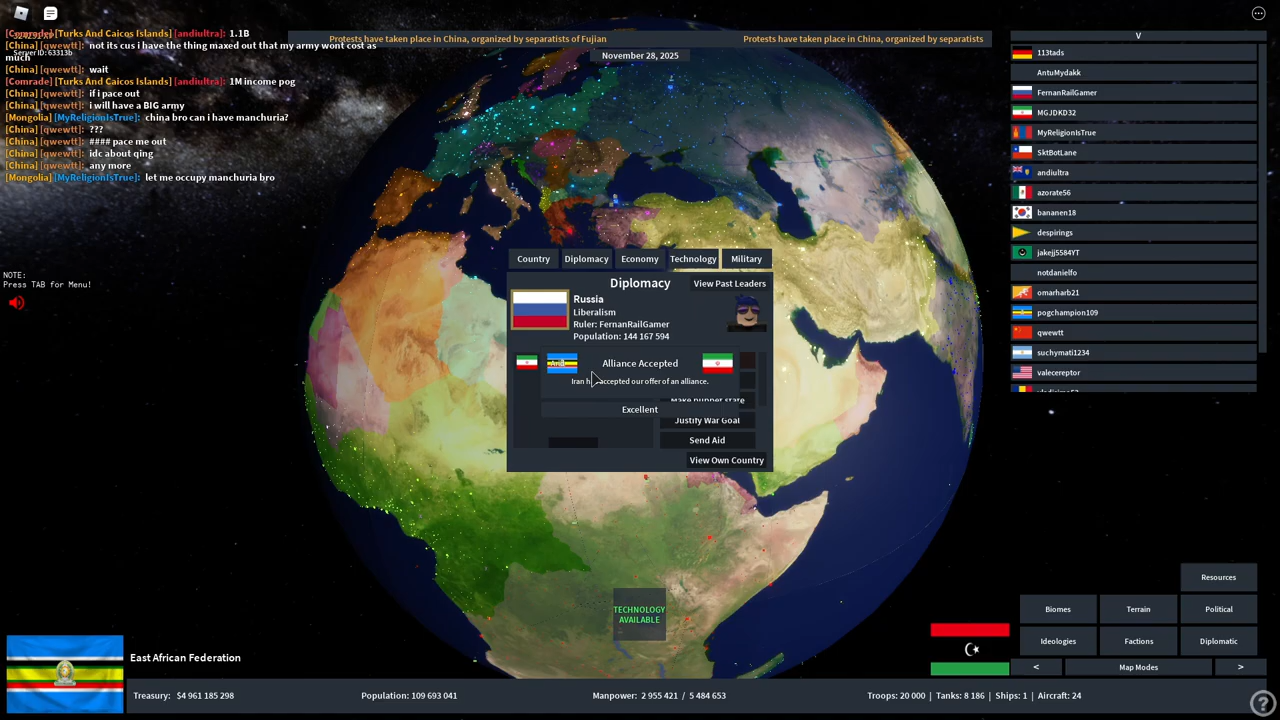 [Comrade] [Turks And Caicos Islands] [andiultra]: 1.1B
[China] [qwewtt]: not its cus i have the thing maxed out that my army wont cost as
Server ID: 63313b
much
[China] [qwewtt]: wait
[Comrade] [Turks And Caicos Islands] [andiultra]: 1M income pog
[China] [qwewtt]: if i pace out
[China] [qwewtt]: i will have a BIG army
[Mongolia] [MyReligionIsTrue]: china bro can i have manchuria?
[China] [qwewtt]: ???
[China] [qwewtt]: #### pace me out
[China] [qwewtt]: idc about qing
[China] [qwewtt]: any more
[Mongolia] [MyReligionIsTrue]: let me occupy manchuria bro
NOTE:
Press TAB for Menu!
Protests have taken place in China, organized by separatists of Fujian
Protests have taken place in China, organized by separatists
November 28, 2025
V
113tads
AntuMydakk
FernanRailGamer
MGJDKD32
MyReligionIsTrue
SktBotLane
andiultra
azorate56
bananen18
despirings
jakejj5584YT
notdanielfo
omarharb21
pogchampion109
qwewtt
suchymati1234
valecereptor
Country
Diplomacy
Economy
Technology
Military
Diplomacy
View Past Leaders
Russia
Liberalism
Ruler: FernanRailGamer
Population: 144 167 594
Alliance Accepted
Iran accepted our offer of an alliance.
Make puppet state
Excellent
Justify War Goal
Send Aid
View Own Country
TECHNOLOGY
AVAILABLE
Resources
Biomes
Terrain
Political
Ideologies
Factions
Diplomatic
<
Map Modes
>
East African Federation
Treasury: $4 961 185 298
Population: 109 693 041
Manpower: 2 955 421 / 5 484 653
Troops: 20 000 | Tanks: 8 186 | Ships: 1 | Aircraft: 24
?